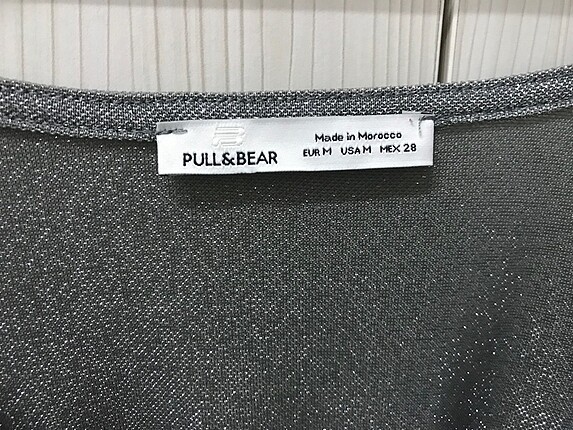 PULL&BEAR
Made in Morocco
EUR M USA M MEX 28